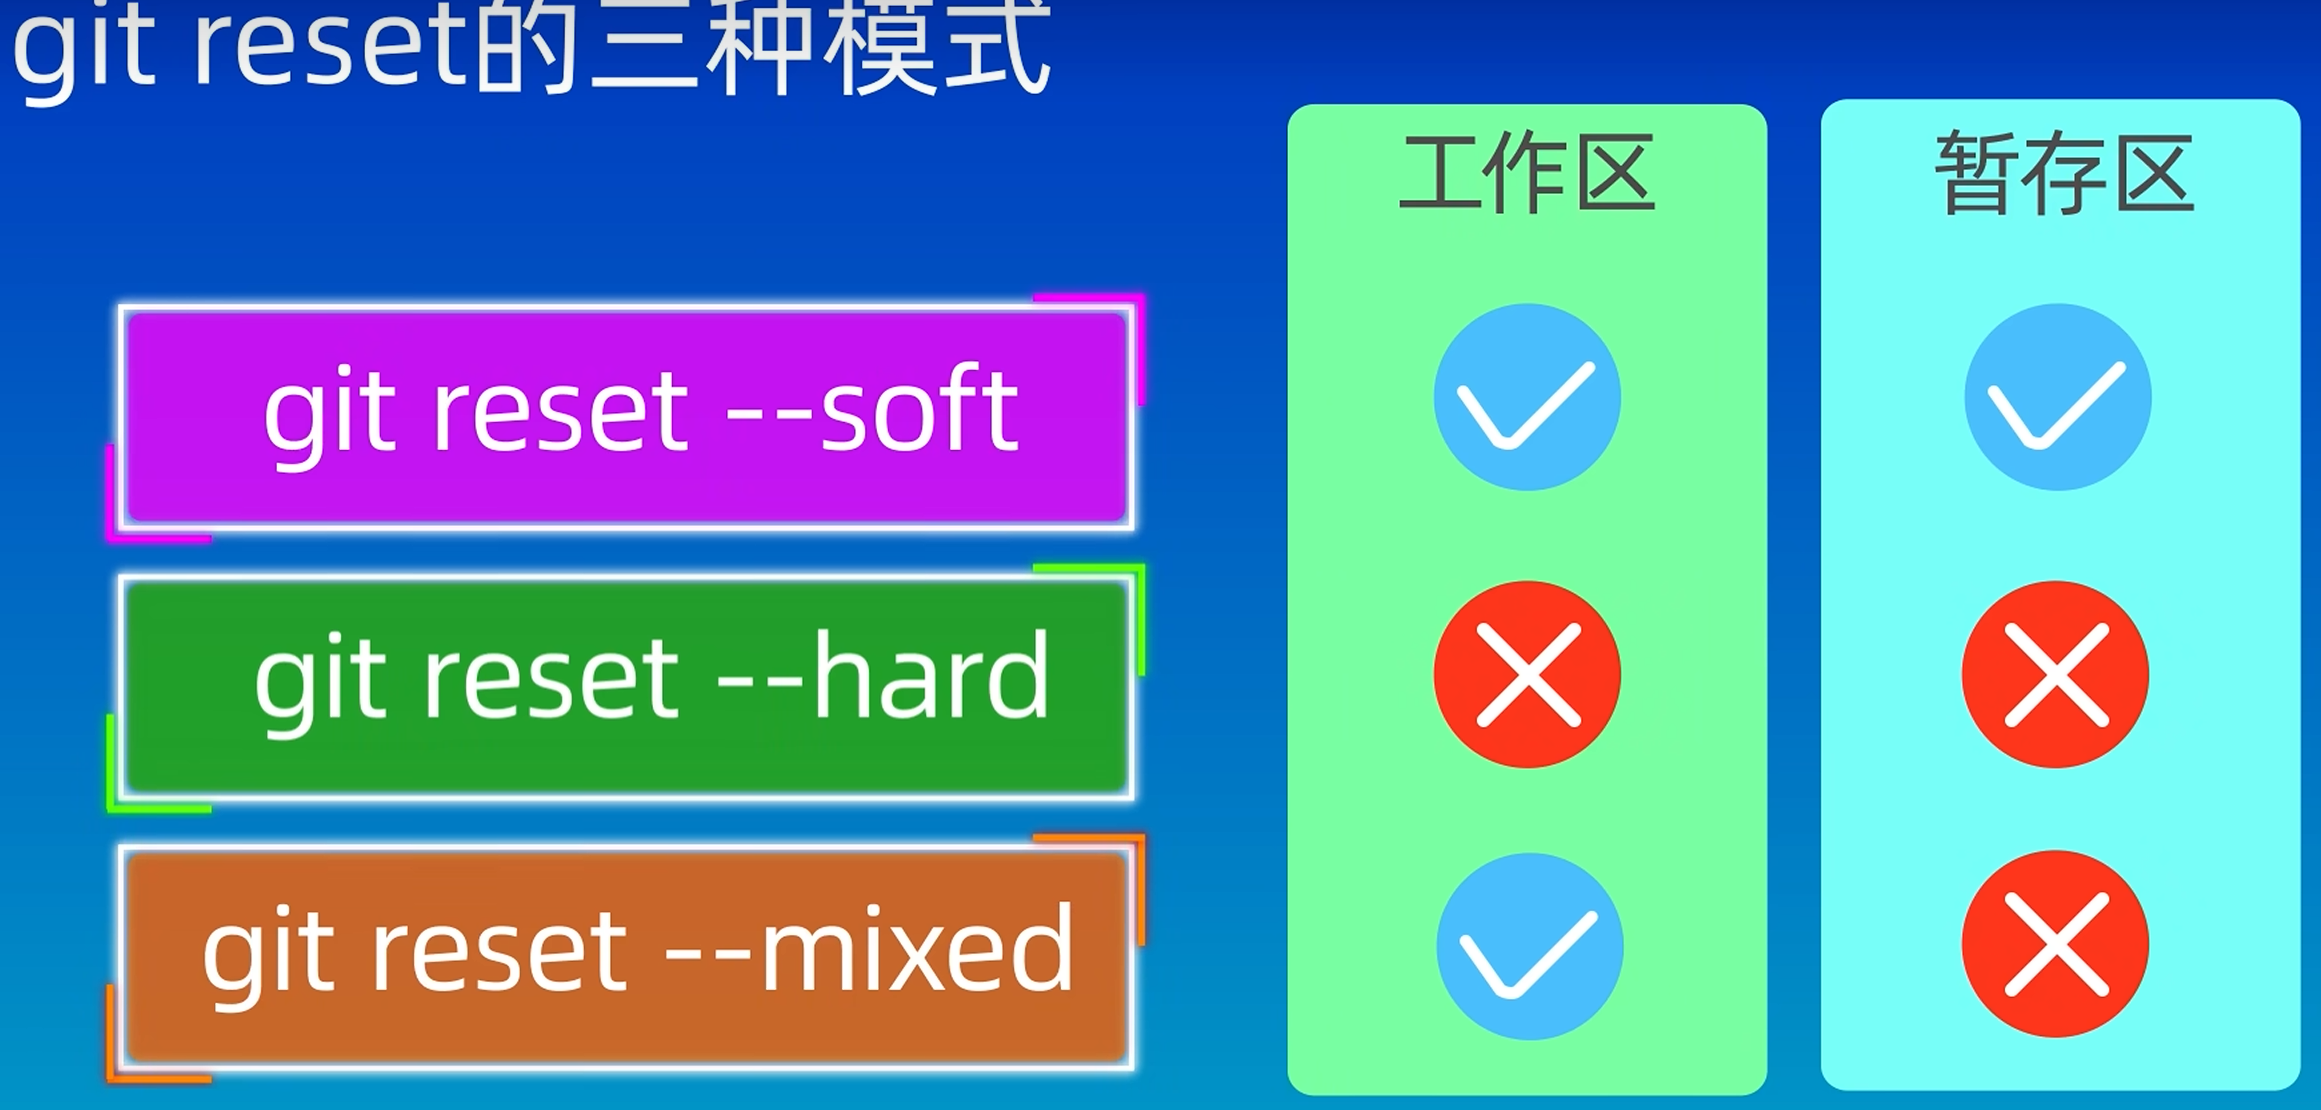 git reset的三种模式
工作区
暂存区
git reset --soft
git reset --hard
git reset --mixed